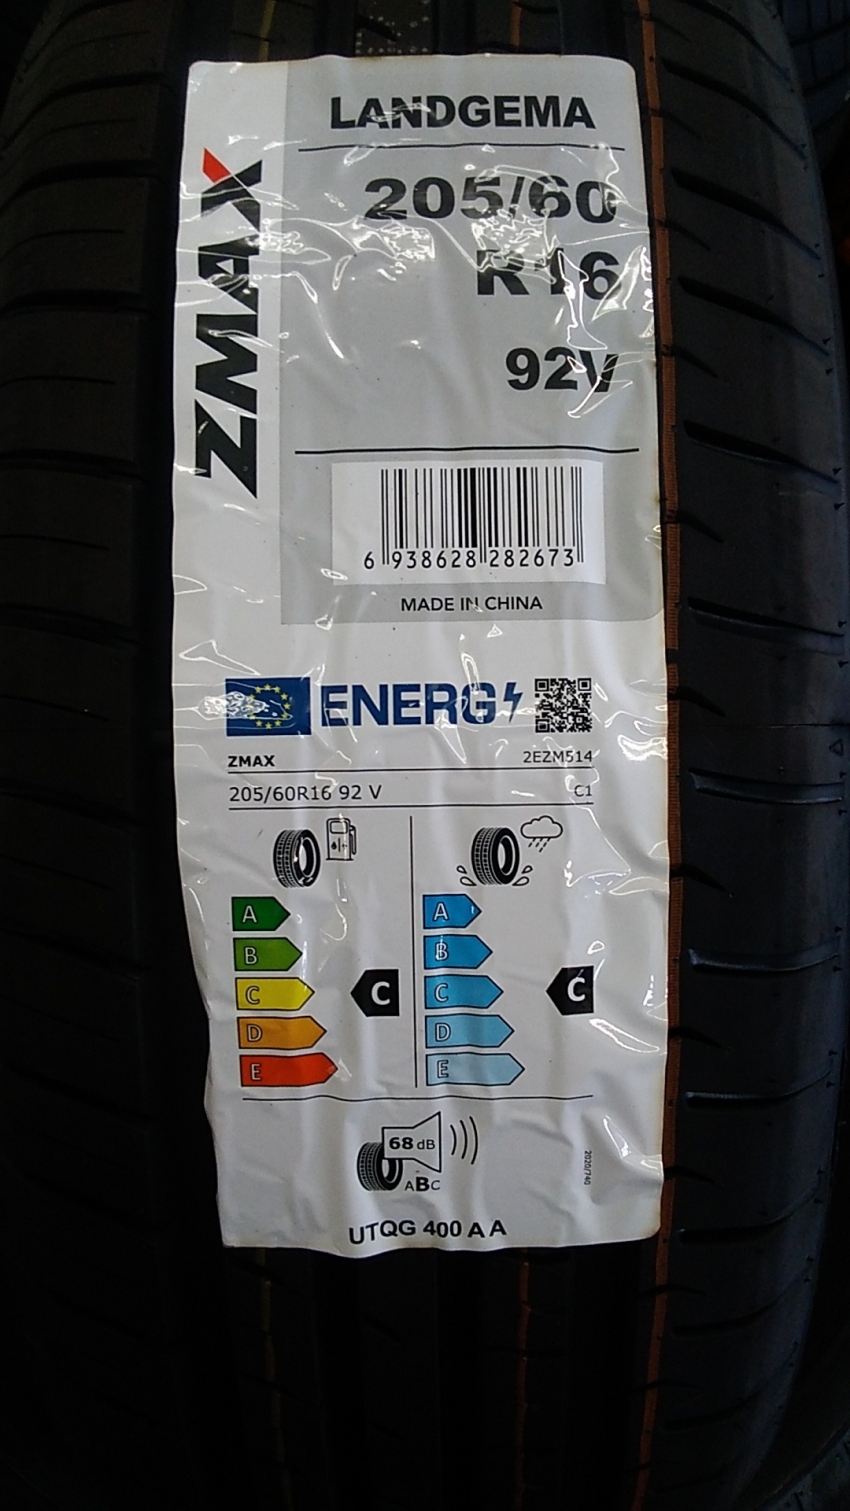 LANDGEMA
ZMAX
205/60
R16
92V
6 938628 282673
MADE IN CHINA
ENERG
ZMAX 2EZM514
205/60R16 92 V C1
A A
B B
C C C C
D D
E E
68 dB
ABC
2020/740
UTQG 400 A A